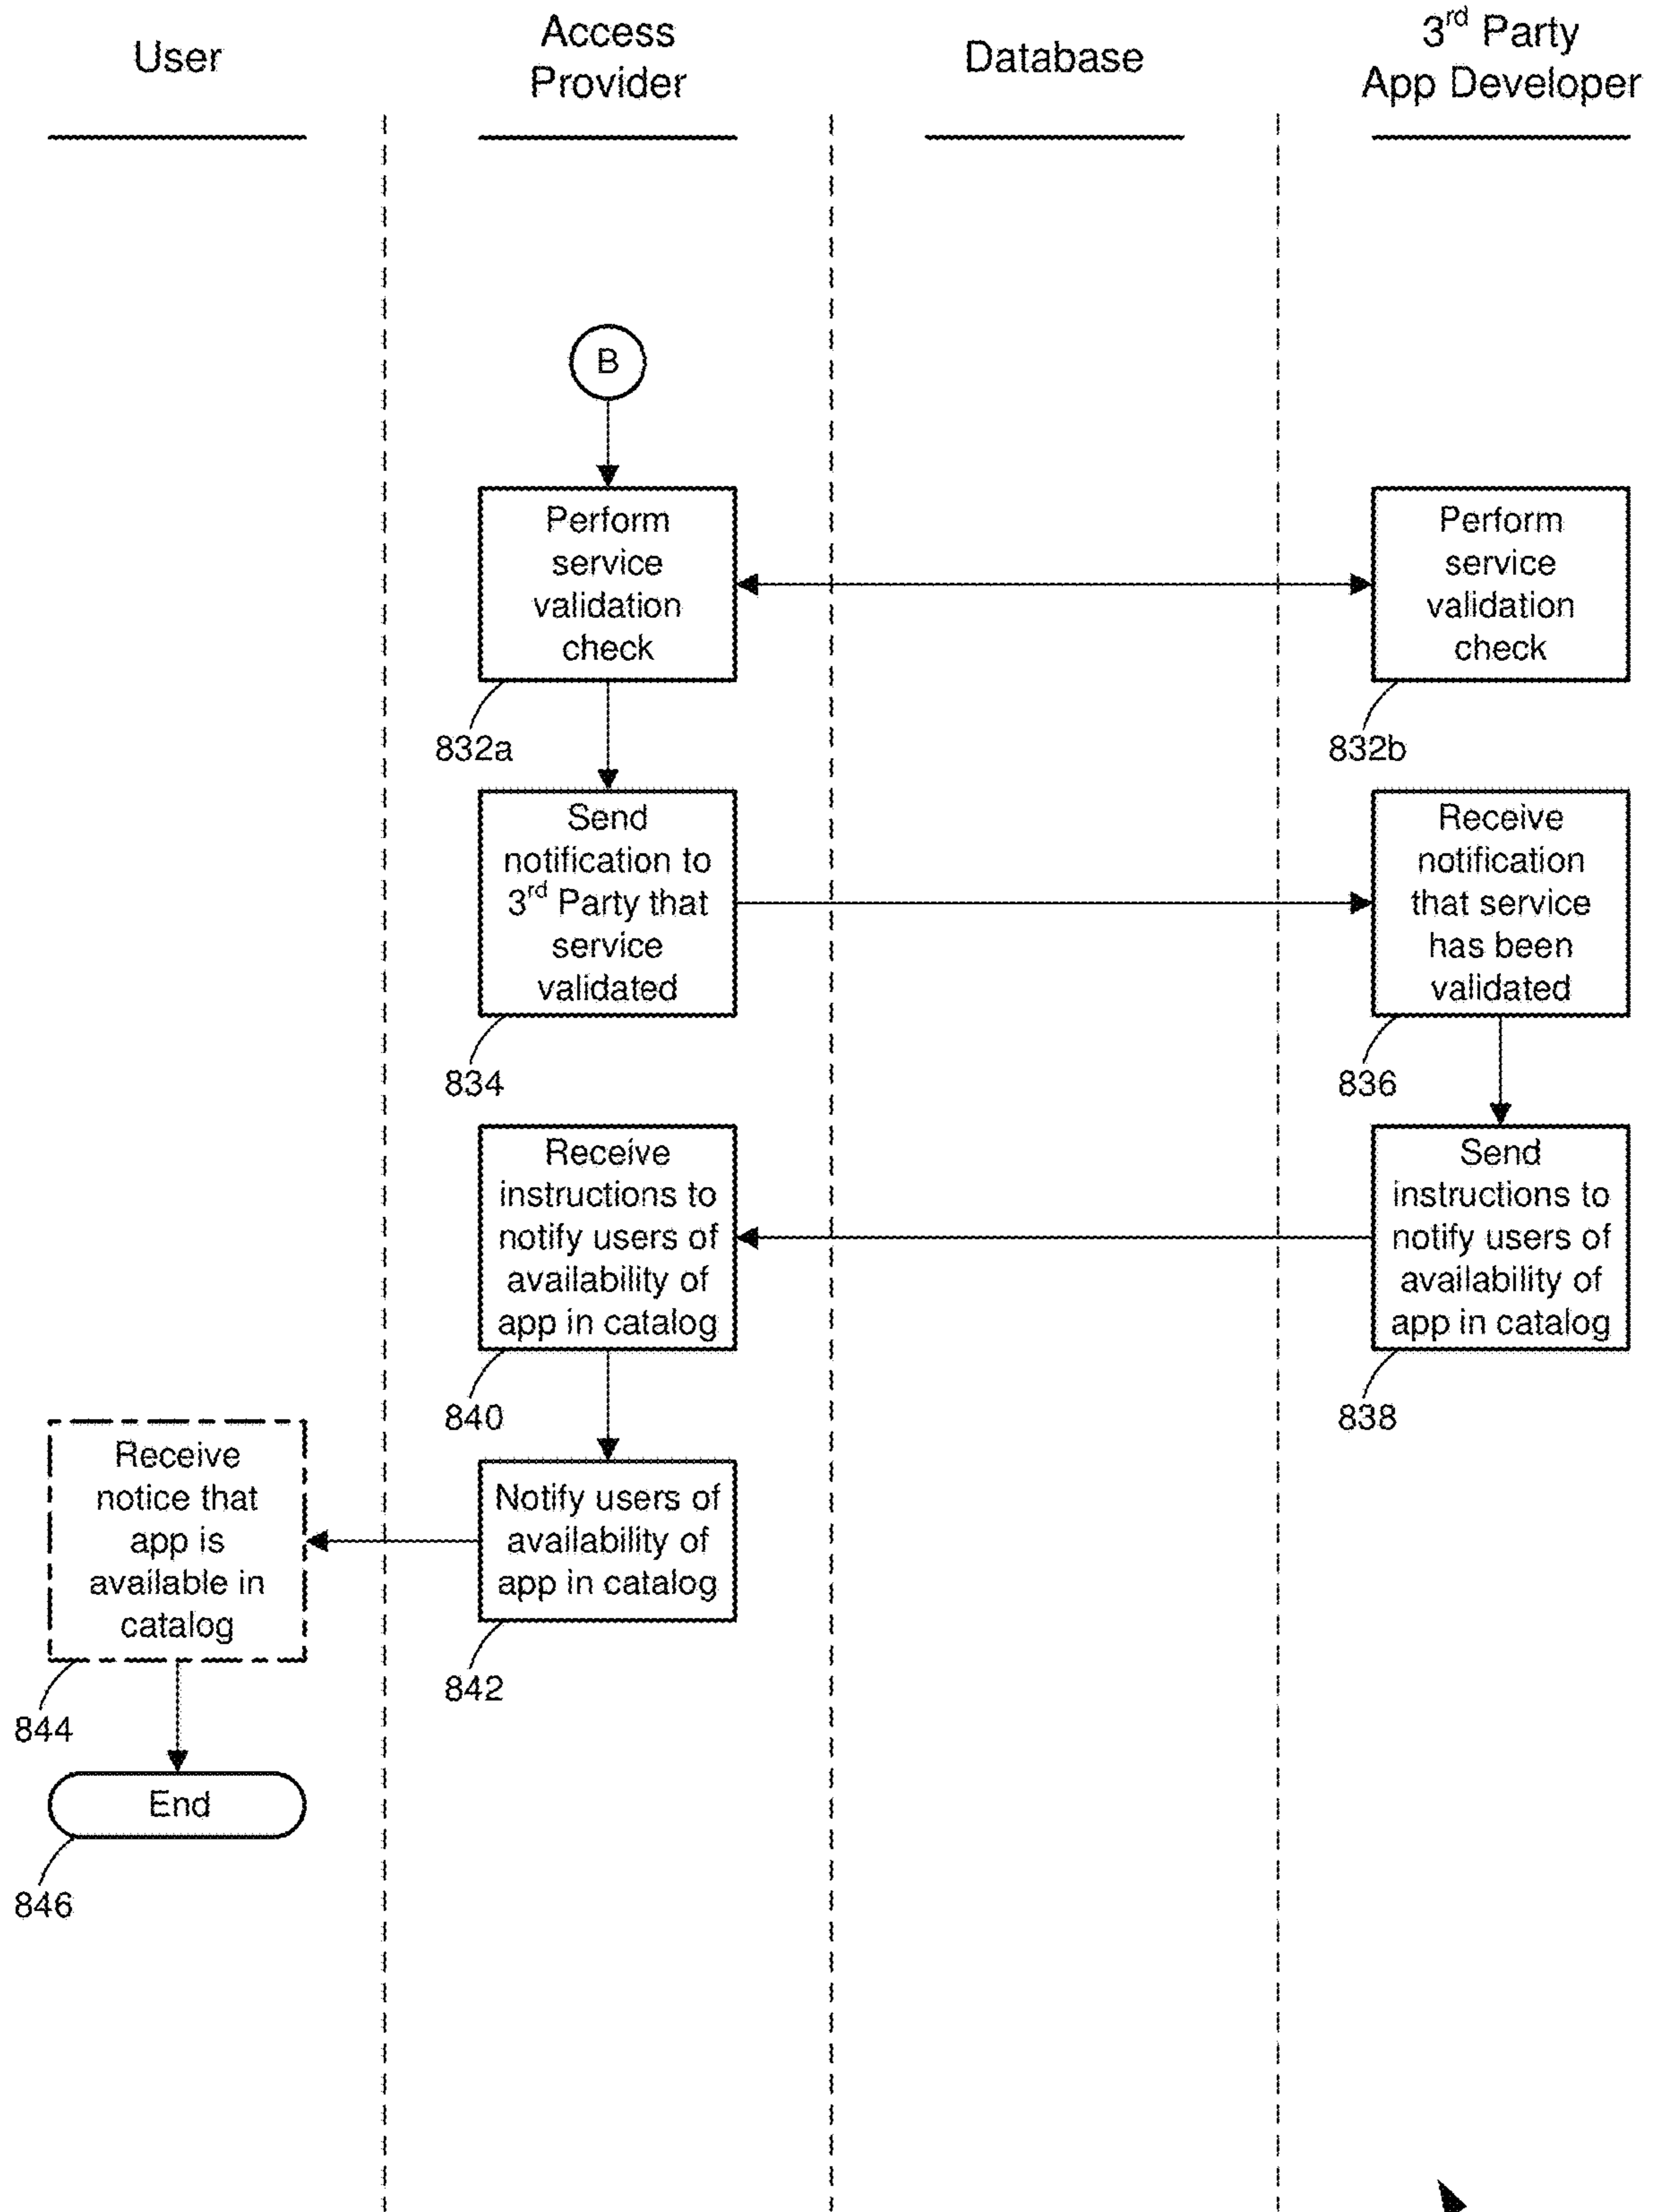 User
Access
Provider
Database
3rd Party
App Developer
B
Perform
service
validation
check
832a
Perform
service
validation
check
832b
Send
notification to
3rd Party that
service
validated
834
Receive
notification
that service
has been
validated
836
Receive
instructions to
notify users of
availability of
app in catalog
840
Send
instructions to
notify users of
availability of
app in catalog
838
Receive
notice that
app is
available in
catalog
844
Notify users of
availability of
app in catalog
842
End
846